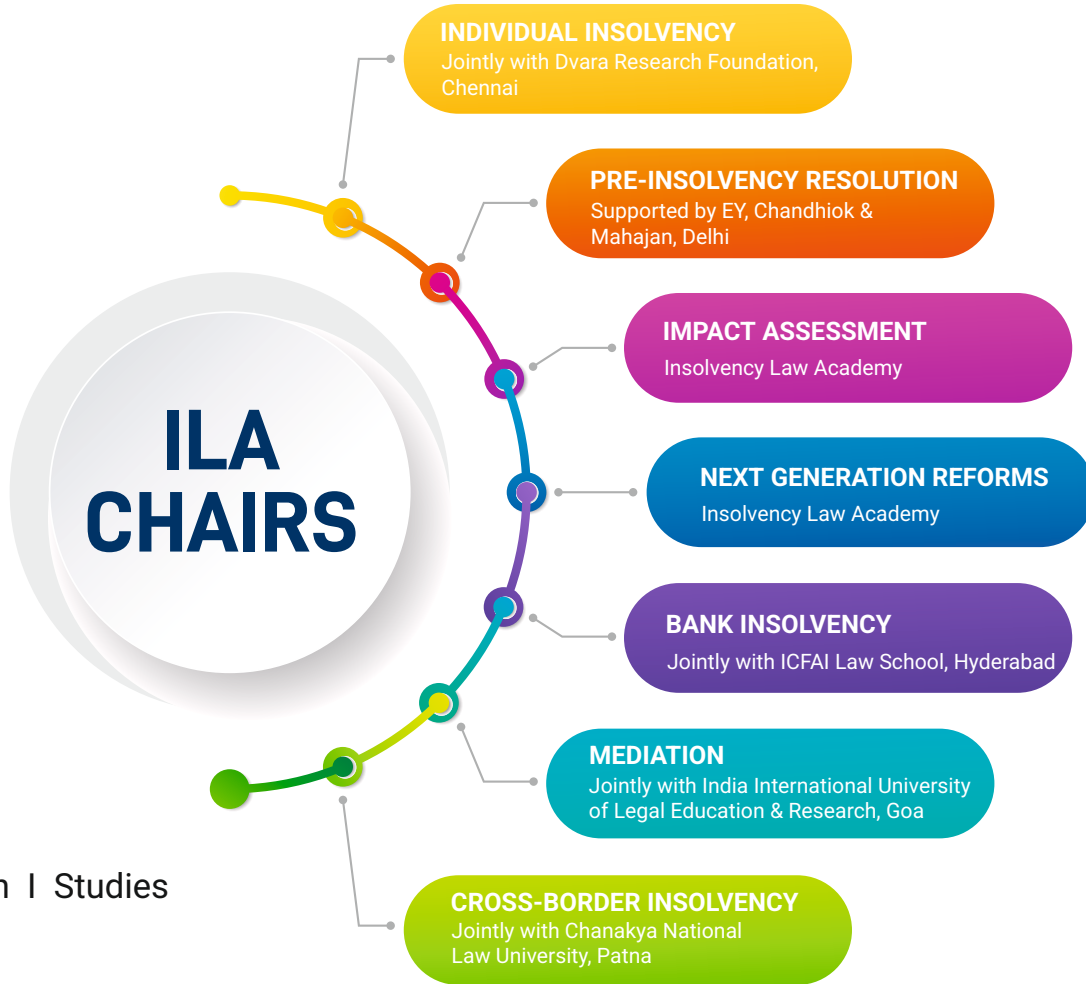 INDIVIDUAL INSOLVENCY
Jointly with Dvara Research Foundation,
Chennai
PRE-INSOLVENCY RESOLUTION
Supported by EY, Chandhiok &
Mahajan, Delhi
IMPACT ASSESSMENT
Insolvency Law Academy
ILA
CHAIRS
NEXT GENERATION REFORMS
Insolvency Law Academy
BANK INSOLVENCY
Jointly with ICFAI Law School, Hyderabad
MEDIATION
Jointly with India International University
of Legal Education & Research, Goa
I Studies
CROSS-BORDER INSOLVENCY
Jointly with Chanakya National
Law University, Patna